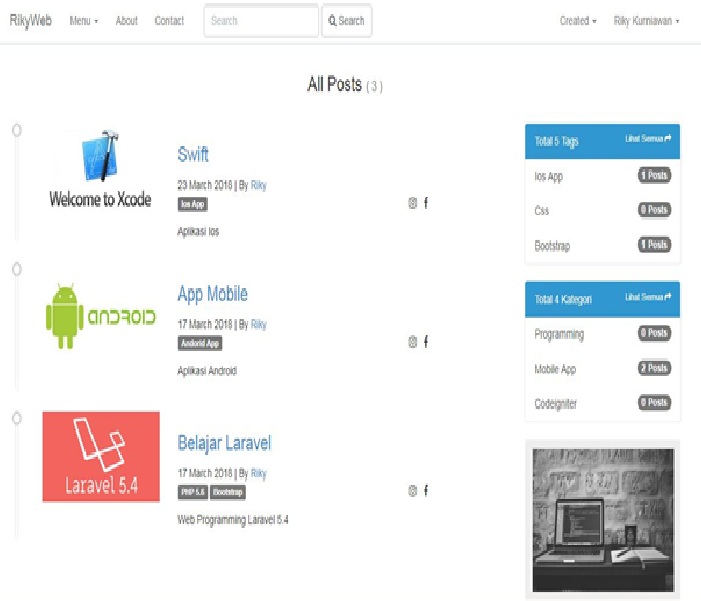 RikyWeb Menu About Contact Search Search Created Riky Kurniawan
All Posts ( 3 )
Welcome to Xcode
Swift
23 March 2018 | By Riky
Ios App
Aplikasi Ios
ANDROID
App Mobile
17 March 2018 | By Riky
Andorid App
Aplikasi Android
Laravel 5.4
Belajar Laravel
17 March 2018 | By Riky
PHP 5.6 Bootstrap
Web Programming Laravel 5.4
Total 5 Tags Lihat Semua
Ios App 1 Posts
Css 0 Posts
Bootstrap 1 Posts
Total 4 Kategori Lihat Semua
Programming 0 Posts
Mobile App 2 Posts
Codeigniter 0 Posts